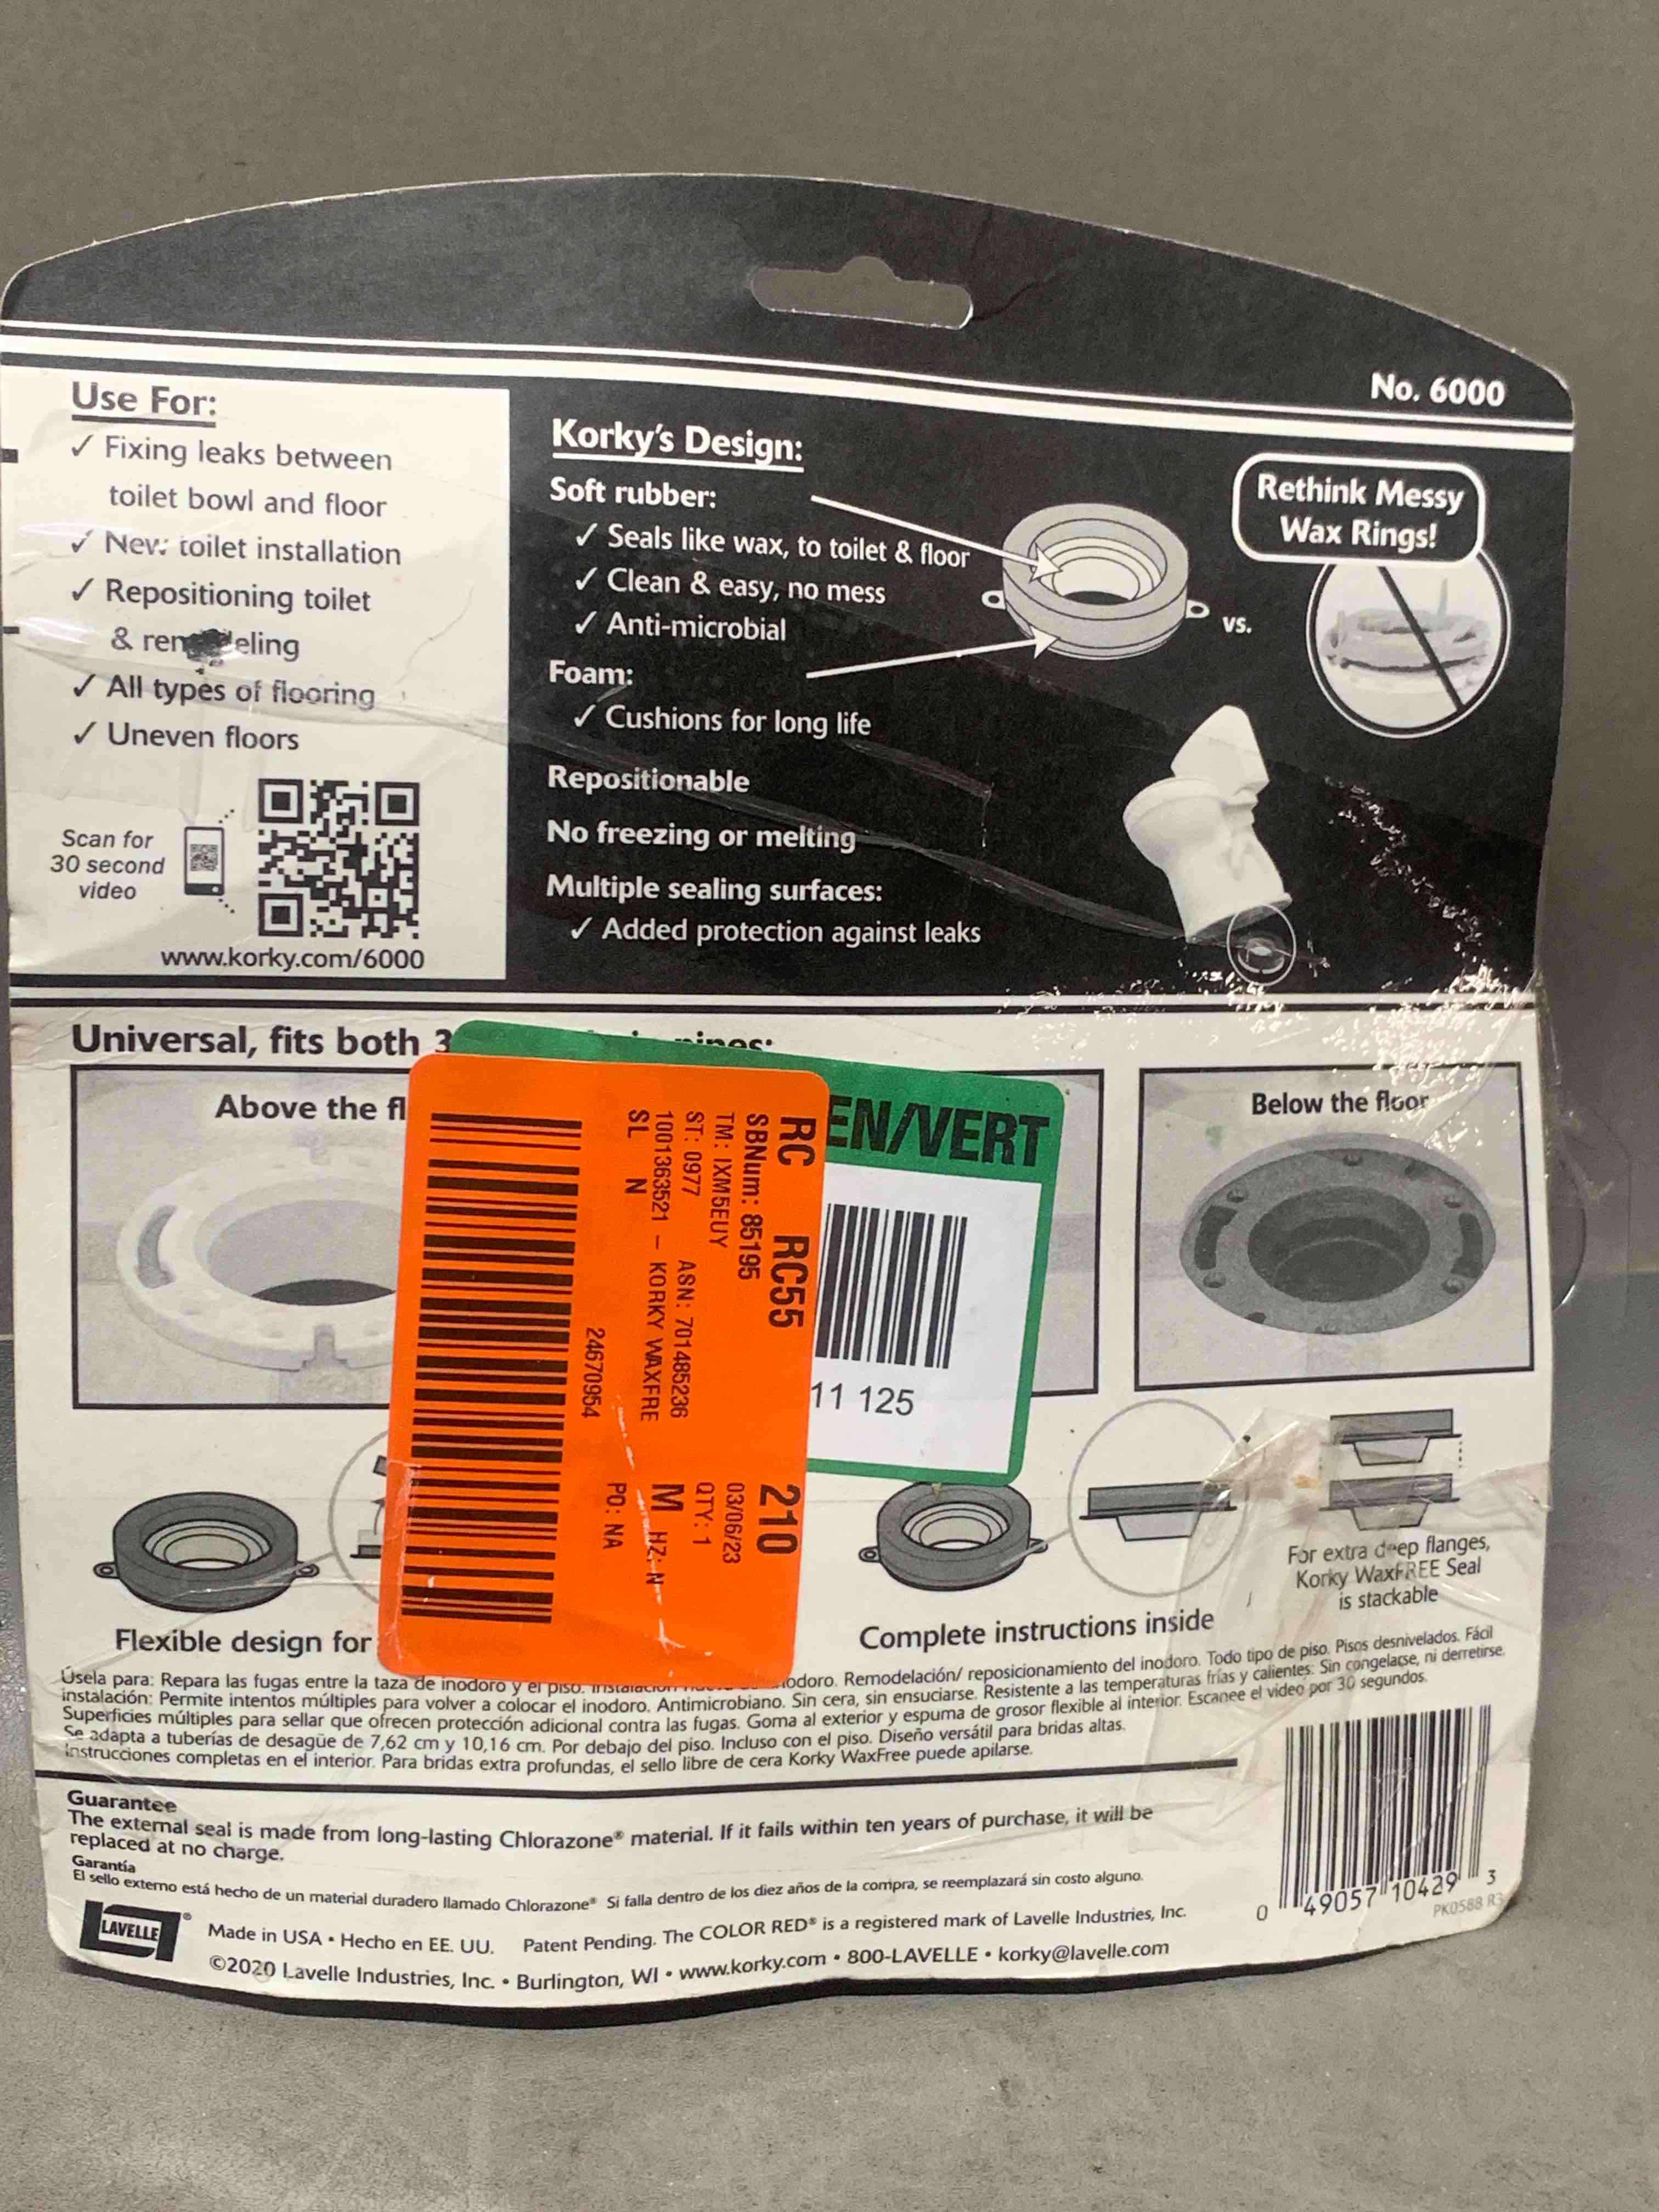 No. 6000
Use For:
✓ Fixing leaks between
toilet bowl and floor
✓ New toilet installation
✓ Repositioning toilet
& remodeling
✓ All types of flooring
✓ Uneven floors
Scan for
30 second
video
www.korky.com/6000
Korky's Design:
Soft rubber:
✓ Seals like wax, to toilet & floor
✓ Clean & easy, no mess
✓ Anti-microbial
Foam:
✓ Cushions for long life
Repositionable
No freezing or melting
Multiple sealing surfaces:
✓ Added protection against leaks
vs.
Rethink Messy
Wax Rings!
Universal, fits both 3
pipes:
Above the fl
Below the floor
EN/VERT
11 125
RC RC55 210
SBNum: 85195 03/06/23
TM: IXM5EUY QTY: 1
ST: 0977 ASN: 701485236 M HZ: N
1001363521 – KORKY WAXFRE
SL N PO: NA
24670954
Flexible design for
Complete instructions inside
For extra deep flanges,
Korky WaxFREE Seal
is stackable
Úsela para: Repara las fugas entre la taza de inodoro y el piso. Instalación odoro. Remodelación/ reposicionamiento del inodoro. Todo tipo de piso. Pisos desnivelados. Fácil
instalación: Permite intentos múltiples para volver a colocar el inodoro. Antimicrobiano. Sin cera, sin ensuciarse. Resistente a las temperaturas frías y calientes: Sin congelarse, ni derretirse.
Superficies múltiples para sellar que ofrecen protección adicional contra las fugas. Goma al exterior y espuma de grosor flexible al interior. Escanee el video por 30 segundos.
Se adapta a tuberías de desagüe de 7,62 cm y 10,16 cm. Por debajo del piso. Incluso con el piso. Diseño versátil para bridas altas.
Instrucciones completas en el interior. Para bridas extra profundas, el sello libre de cera Korky WaxFree puede apilarse.
Guarantee
The external seal is made from long-lasting Chlorazone® material. If it fails within ten years of purchase, it will be
replaced at no charge.
Garantía
El sello externo está hecho de un material duradero llamado Chlorazone® Si falla dentro de los diez años de la compra, se reemplazará sin costo alguno.
LAVELLE®
Made in USA • Hecho en EE. UU. Patent Pending. The COLOR RED® is a registered mark of Lavelle Industries, Inc.
©2020 Lavelle Industries, Inc. • Burlington, WI • www.korky.com • 800-LAVELLE • korky@lavelle.com
0 49057 10429 3
PK0588 R3